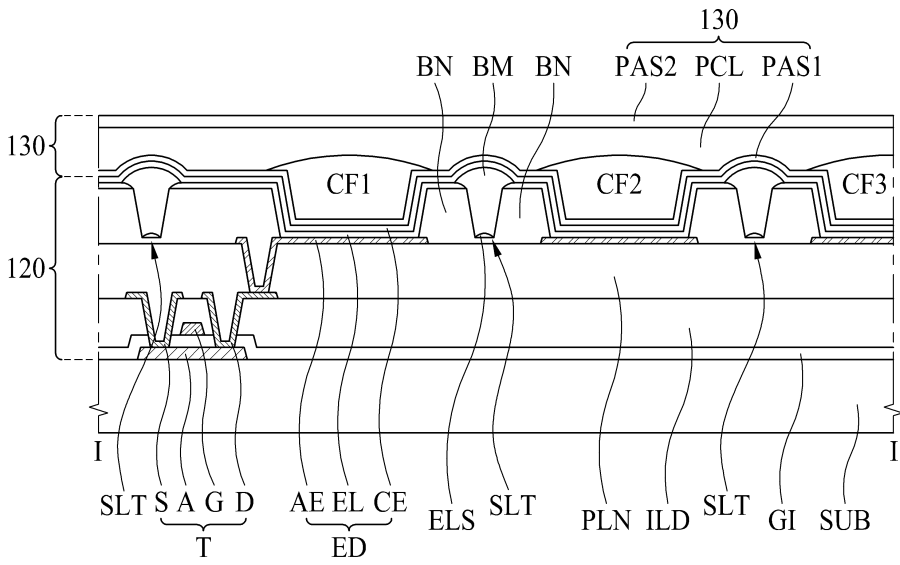 130
BN BM BN PAS2 PCL PAS1
130
CF1 CF2 CF3
120
I I
SLT S A G D AE EL CE ELS SLT PLN ILD SLT GI SUB
T ED